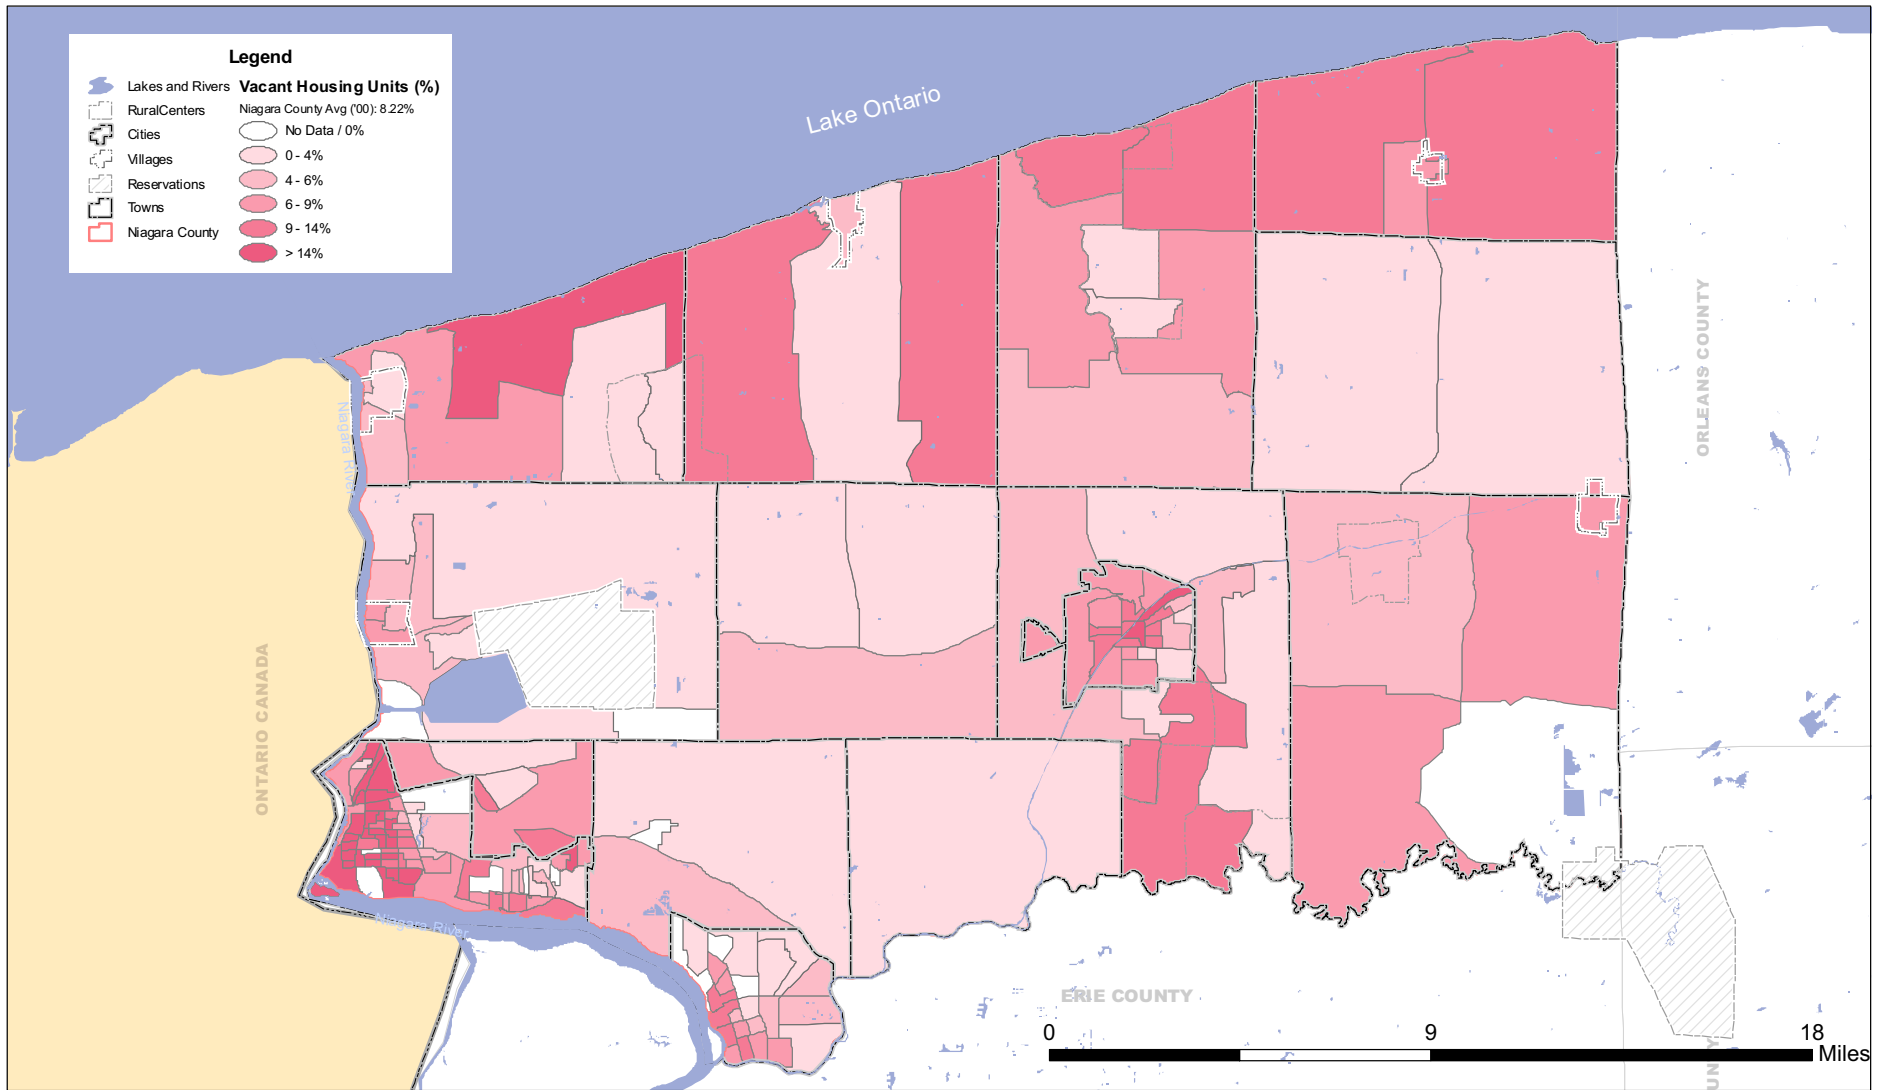 Legend
Lakes and Rivers
RuralCenters
Cities
Villages
Reservations
Towns
Niagara County
Vacant Housing Units (%)
Niagara County Avg ('00): 8.22%
No Data / 0%
0 - 4%
4 - 6%
6 - 9%
9 - 14%
> 14%
Lake Ontario
Niagara River
ORLEANS COUNTY
ONTARIO CANADA
Niagara River
ERIE COUNTY
0 9 18
Miles
UN